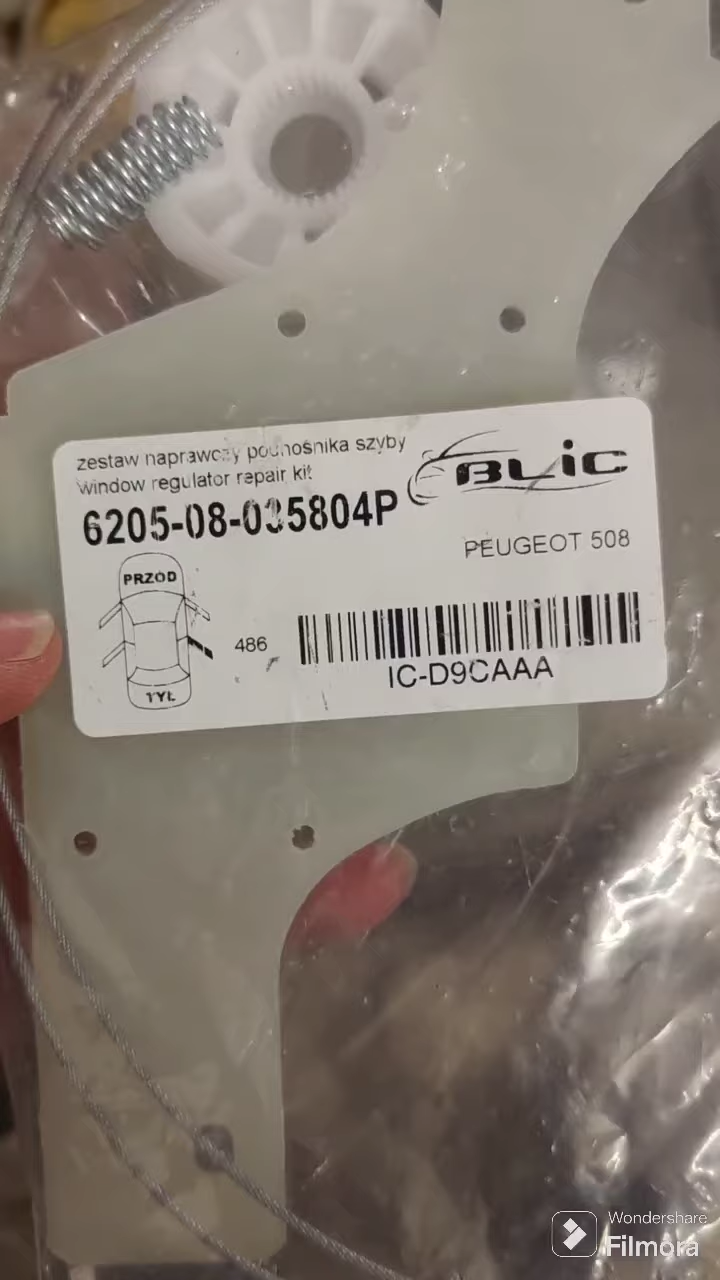 zestaw naprawczy podnośnika szyby
window regulator repair kit
BLiC
6205-08-035804P
PEUGEOT 508
PRZÓD
486
TYŁ
IC-D9CAAA
Wondershare
Filmora